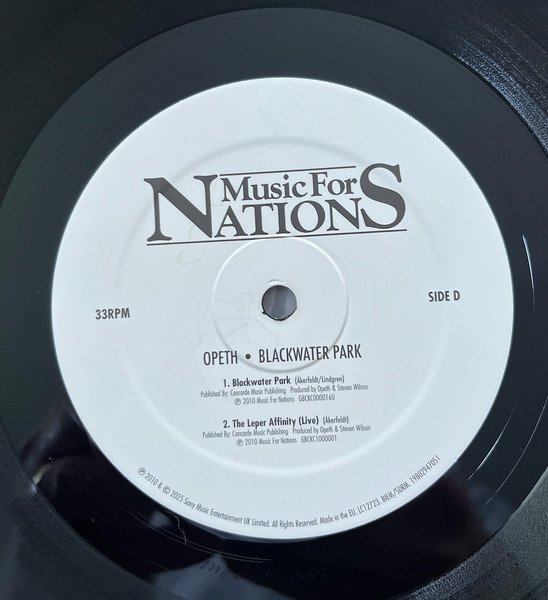 Music For
Nations
33RPM
SIDE D
OPETH • BLACKWATER PARK
1. Blackwater Park (Åkerfeldt/Lindgren)
Published By: Concorde Music Publishing Produced by Opeth & Steven Wilson
℗ 2010 Music For Nations GBCKC0000160
2. The Leper Affinity (Live) (Åkerfeldt)
Published By: Concorde Music Publishing Produced by Opeth & Steven Wilson
℗ 2010 Music For Nations GBCKC1000001
℗ 2010 & © 2025 Sony Music Entertainment UK Limited. All Rights Reserved. Made in the EU. LC12723. BIEM/SDRM. 19802947051